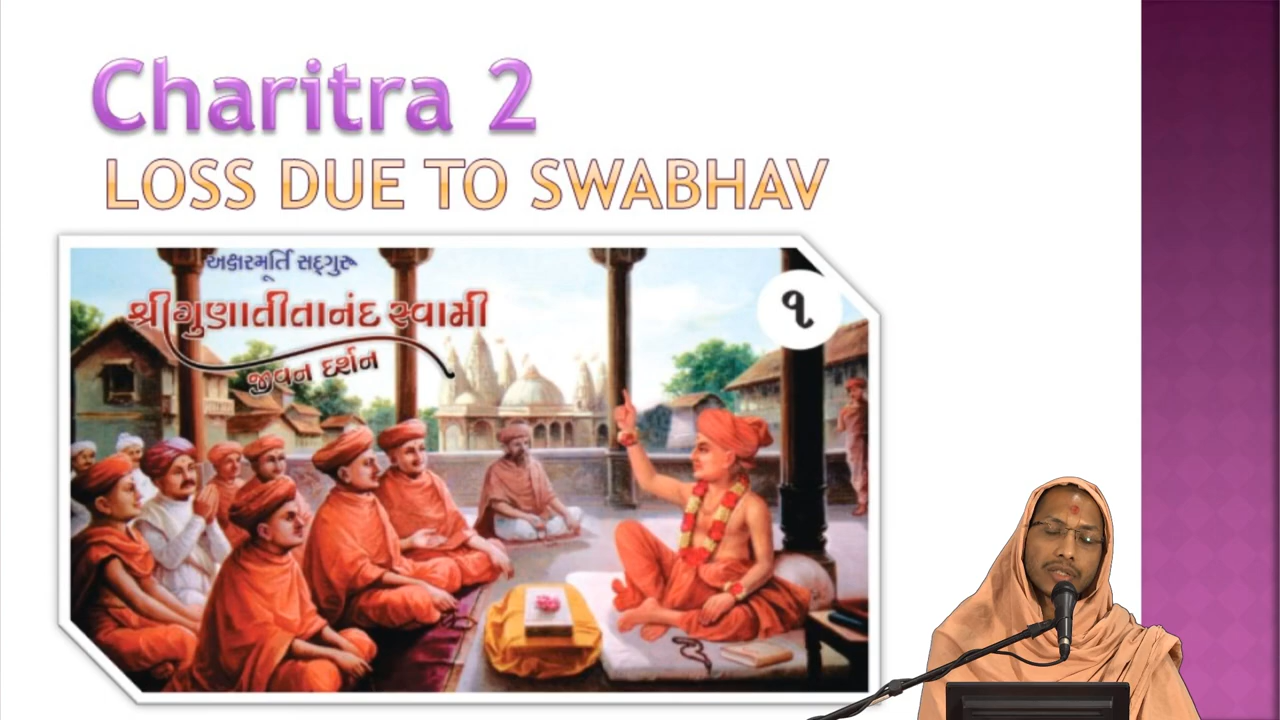 Charitra 2
LOSS DUE TO SWABHAV
અક્ષરમૂર્તિ સદ્‌ગુરુ
શ્રીગુણાતીતાનંદ સ્વામી
જીવન દર્શન
૧